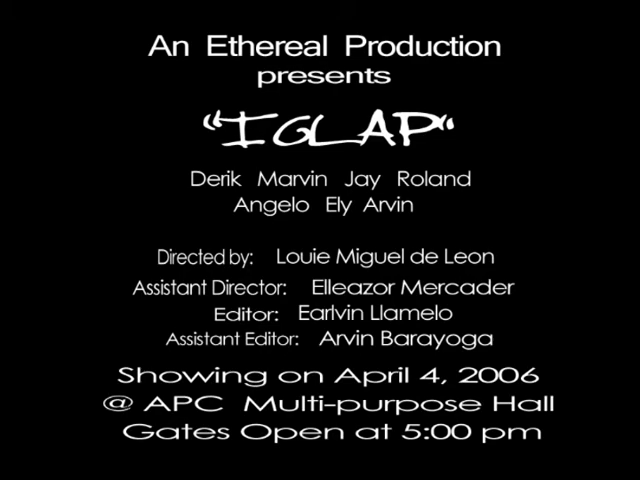 An Ethereal Production
presents
"IGLAP"
Derik Marvin Jay Roland
Angelo Ely Arvin
Directed by: Louie Miguel de Leon
Assistant Director: Elleazor Mercader
Editor: Earlvin Llamelo
Assistant Editor: Arvin Barayoga
Showing on April 4, 2006
@ APC Multi-purpose Hall
Gates Open at 5:00 pm